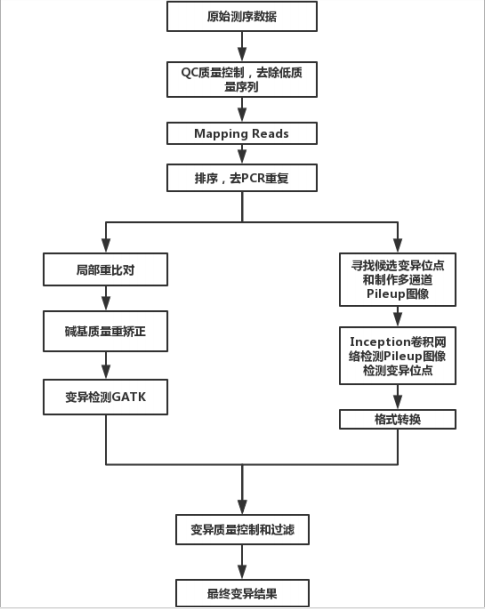 原始测序数据
QC质量控制，去除低质
量序列
Mapping Reads
排序，去PCR重复
局部重比对
碱基质量重矫正
变异检测GATK
寻找候选变异位点
和制作多通道
Pileup图像
Inception卷积网
络检测Pileup图像
检测变异位点
格式转换
变异质量控制和过滤
最终变异结果